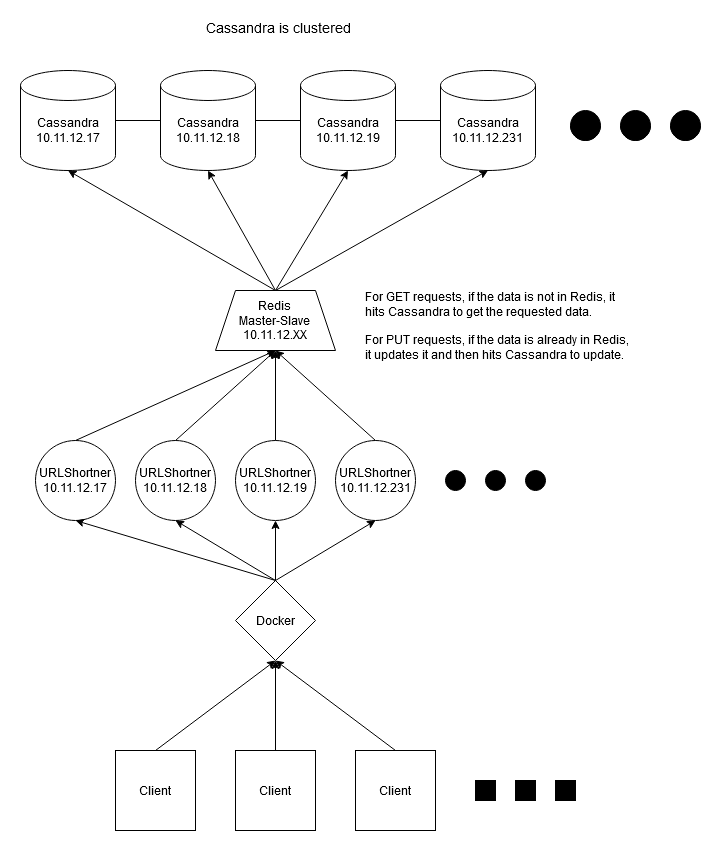 Cassandra is clustered
Cassandra
10.11.12.17
Cassandra
10.11.12.18
Cassandra
10.11.12.19
Cassandra
10.11.12.231
Redis
Master-Slave
10.11.12.XX
For GET requests, if the data is not in Redis, it
hits Cassandra to get the requested data.
For PUT requests, if the data is already in Redis,
it updates it and then hits Cassandra to update.
URLShortner
10.11.12.17
URLShortner
10.11.12.18
URLShortner
10.11.12.19
URLShortner
10.11.12.231
Docker
Client
Client
Client